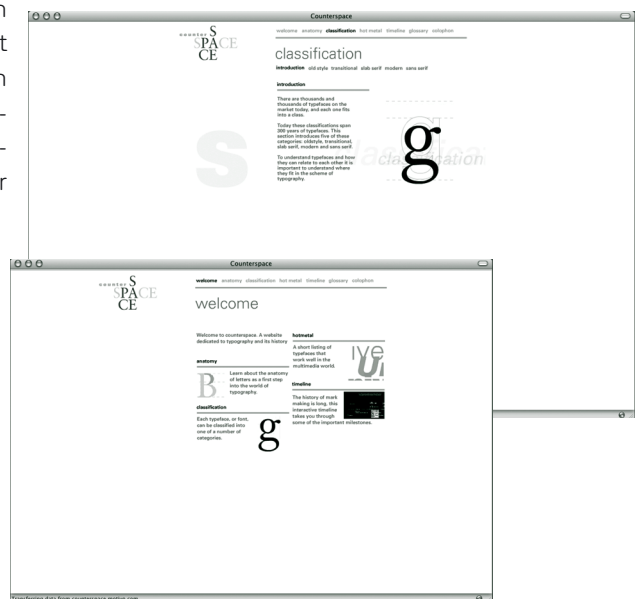 n
t
n
-
-
r
Counterspace
counter S
SPACE
CE
welcome anatomy classification hot metal timeline glossary colophon
classification
introduction old style transitional slab serif modern sans serif
introduction
There are thousands and
thousands of typefaces on the
market today, and each one fits
into a class.
Today these classifications span
300 years of typefaces. This
section introduces five of these
categories: oldstyle, transitional,
slab serif, modern and sans serif.
To understand typefaces and how
they can relate to each other it is
important to understand where
they fit in the scheme of
typography.
s
g
classification
Counterspace
counter S
SPACE
CE
welcome anatomy classification hot metal timeline glossary colophon
welcome
Welcome to counterspace. A website
dedicated to typography and its history
anatomy
B
Learn about the anatomy
of letters as a first step
into the world of
typography.
classification
Each typeface, or font,
can be classified into
one of a number of
categories.
g
hotmetal
A short listing of
typefaces that
work well in the
multimedia world.
timeline
The history of mark
making is long, this
interactive timeline
takes you through
some of the important milestones.
Transferring data from counterspace.motivo.com...